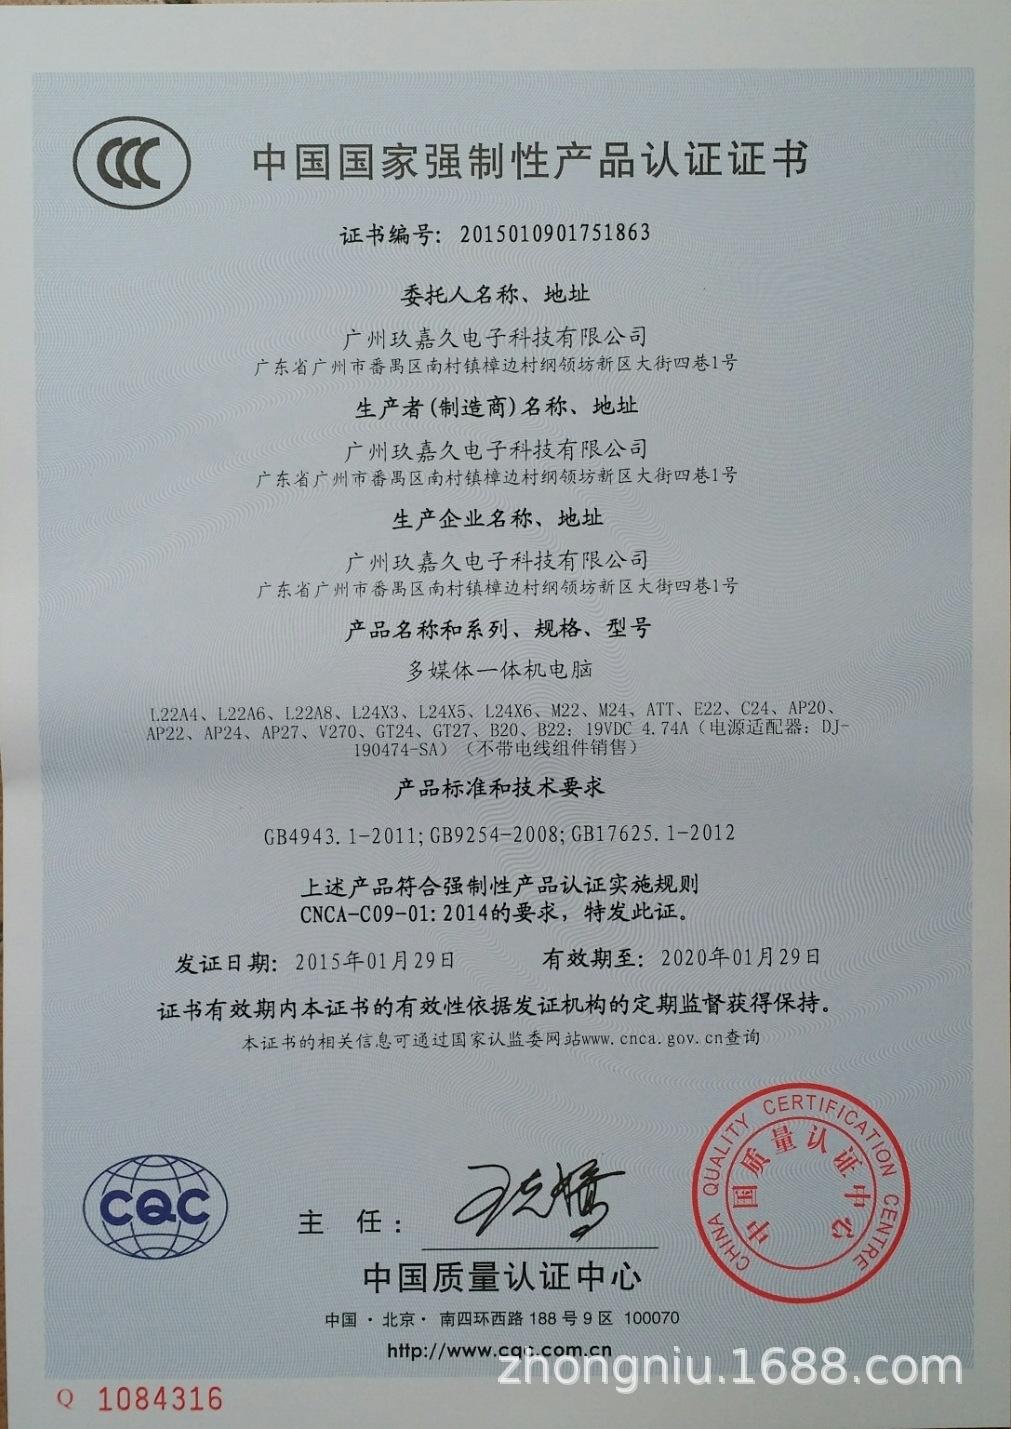 CCC
中国国家强制性产品认证证书
证书编号: 2015010901751863
委托人名称、地址
广州玖嘉久电子科技有限公司
广东省广州市番禺区南村镇樟边村纲领坊新区大街四巷1号
生产者(制造商)名称、地址
广州玖嘉久电子科技有限公司
广东省广州市番禺区南村镇樟边村纲领坊新区大街四巷1号
生产企业名称、地址
广州玖嘉久电子科技有限公司
广东省广州市番禺区南村镇樟边村纲领坊新区大街四巷1号
产品名称和系列、规格、型号
多媒体一体机电脑
L22A4、L22A6、L22A8、L24X3、L24X5、L24X6、M22、M24、ATT、E22、C24、AP20、
AP22、AP24、AP27、V270、GT24、GT27、B20、B22; 19VDC 4.74A（电源适配器: DJ-
190474-SA）（不带电线组件销售）
产品标准和技术要求
GB4943.1-2011;GB9254-2008;GB17625.1-2012
上述产品符合强制性产品认证实施规则
CNCA-C09-01:2014的要求，特发此证。
发证日期: 2015年01月29日 有效期至: 2020年01月29日
证书有效期内本证书的有效性依据发证机构的定期监督获得保持。
本证书的相关信息可通过国家认监委网站www.cnca.gov.cn查询
CHINA QUALITY CERTIFICATION CENTRE
中国质量认证中心
CQC
主 任:
中国质量认证中心
中国·北京· 南四环西路 188 号 9 区 100070
http://www.cqc.com.cn
zhongniu.1688.com
Q 1084316